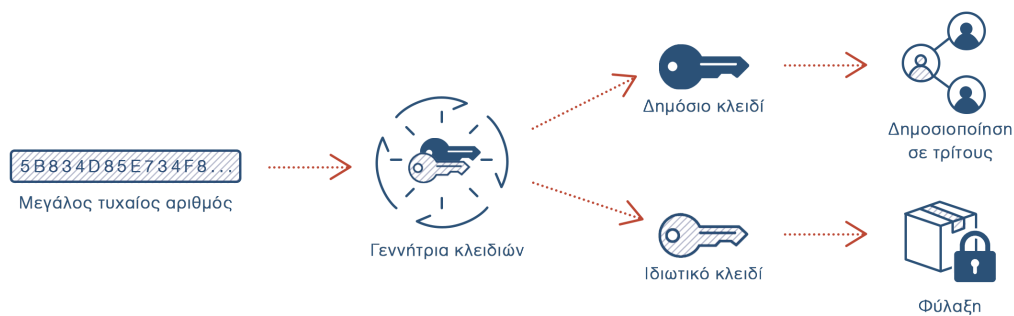 5B834D85E734F8...
Μεγάλος τυχαίος αριθμός
Γεννήτρια κλειδιών
Δημόσιο κλειδί
Δημοσιοποίηση
σε τρίτους
Ιδιωτικό κλειδί
Φύλαξη